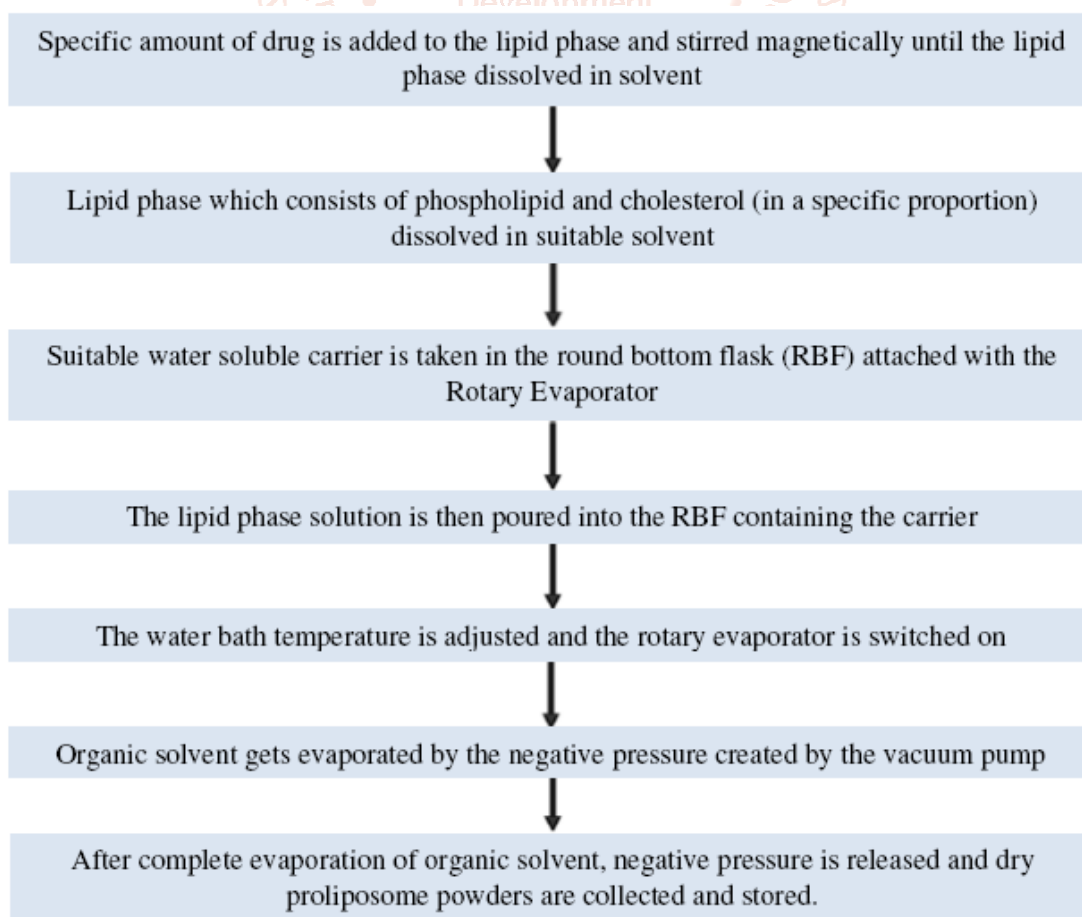 Development
Specific amount of drug is added to the lipid phase and stirred magnetically until the lipid
phase dissolved in solvent
Lipid phase which consists of phospholipid and cholesterol (in a specific proportion)
dissolved in suitable solvent
Suitable water soluble carrier is taken in the round bottom flask (RBF) attached with the
Rotary Evaporator
The lipid phase solution is then poured into the RBF containing the carrier
The water bath temperature is adjusted and the rotary evaporator is switched on
Organic solvent gets evaporated by the negative pressure created by the vacuum pump
After complete evaporation of organic solvent, negative pressure is released and dry
proliposome powders are collected and stored.